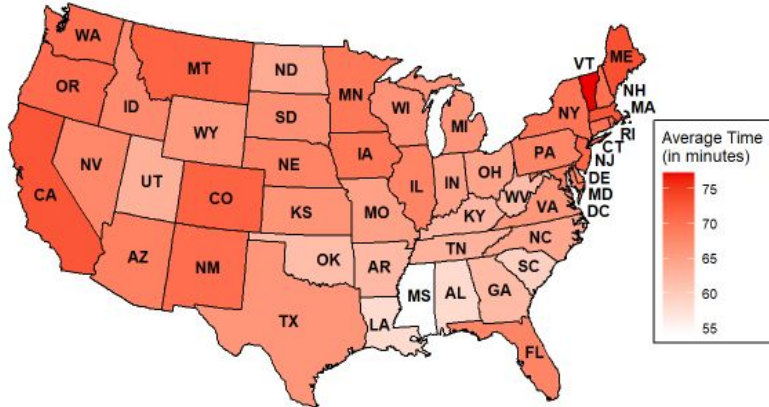 WA
MT
ND
VT
ME
OR
ID
MN
WI
NH
MA
NY
SD
MI
WY
RI
CT
IA
PA
NJ
NE
NV
OH
DE
UT
IL
IN
MD
CA
CO
WV
VA
DC
KS
MO
KY
NC
TN
OK
AZ
NM
AR
SC
MS
AL
GA
TX
LA
FL
Average Time
(in minutes)
75
70
65
60
55